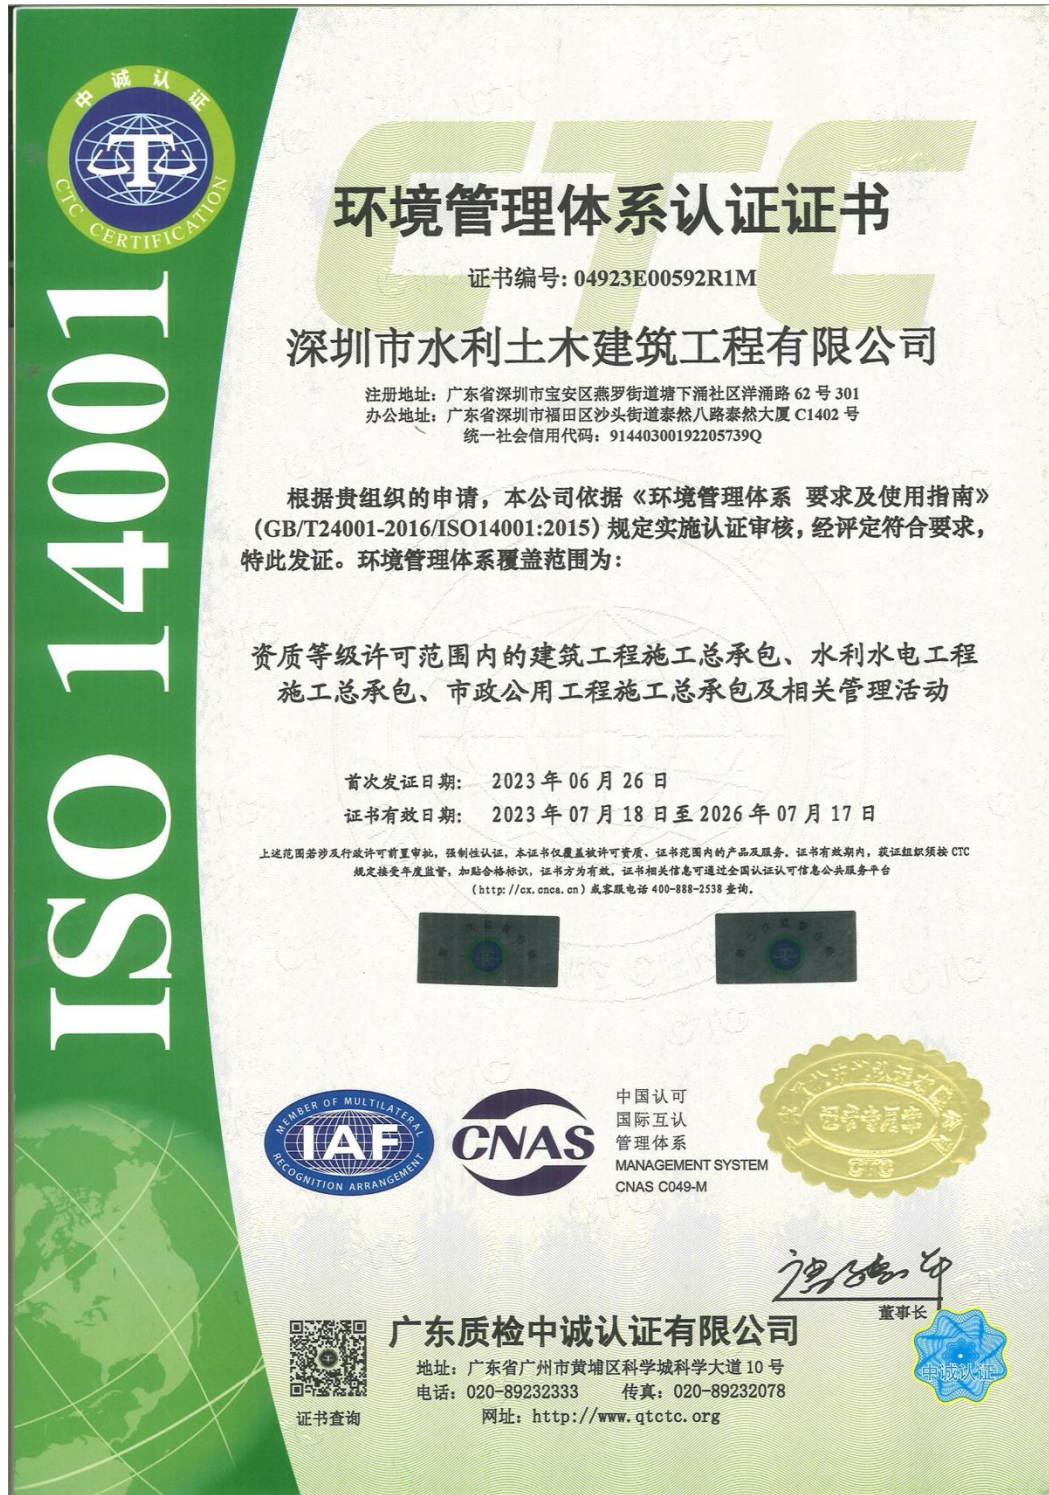 中诚认证
CTC CERTIFICATION
ISO 14001
CTC
环境管理体系认证证书
证书编号: 04923E00592R1M
深圳市水利土木建筑工程有限公司
注册地址：广东省深圳市宝安区燕罗街道塘下涌社区洋涌路 62 号 301
办公地址：广东省深圳市福田区沙头街道泰然八路泰然大厦 C1402 号
统一社会信用代码：91440300192205739Q
根据贵组织的申请，本公司依据《环境管理体系 要求及使用指南》
（GB/T24001-2016/ISO14001:2015）规定实施认证审核，经评定符合要求，
特此发证。环境管理体系覆盖范围为：
资质等级许可范围内的建筑工程施工总承包、水利水电工程
施工总承包、市政公用工程施工总承包及相关管理活动
首次发证日期： 2023 年 06 月 26 日
证书有效日期： 2023 年 07 月 18 日至 2026 年 07 月 17 日
上述范围若涉及行政许可前置审批，强制性认证，本证书仅覆盖被许可资质、证书范围内的产品及服务。证书有效期内，获证组织须按 CTC
规定接受年度监督，加贴合格标识，证书方为有效。证书相关信息可通过全国认证认可信息公共服务平台
（http://cx.cnca.cn）或客服电话 400-888-2538 查询。
MEMBER OF MULTILATERAL
IAF
RECOGNITION ARRANGEMENT
CNAS
中国认可
国际互认
管理体系
MANAGEMENT SYSTEM
CNAS C049-M
CTC
董事长
中诚认证
广东质检中诚认证有限公司
地址：广东省广州市黄埔区科学城科学大道 10 号
电话：020-89232333 传真：020-89232078
网址：http://www.qtctc.org
证书查询